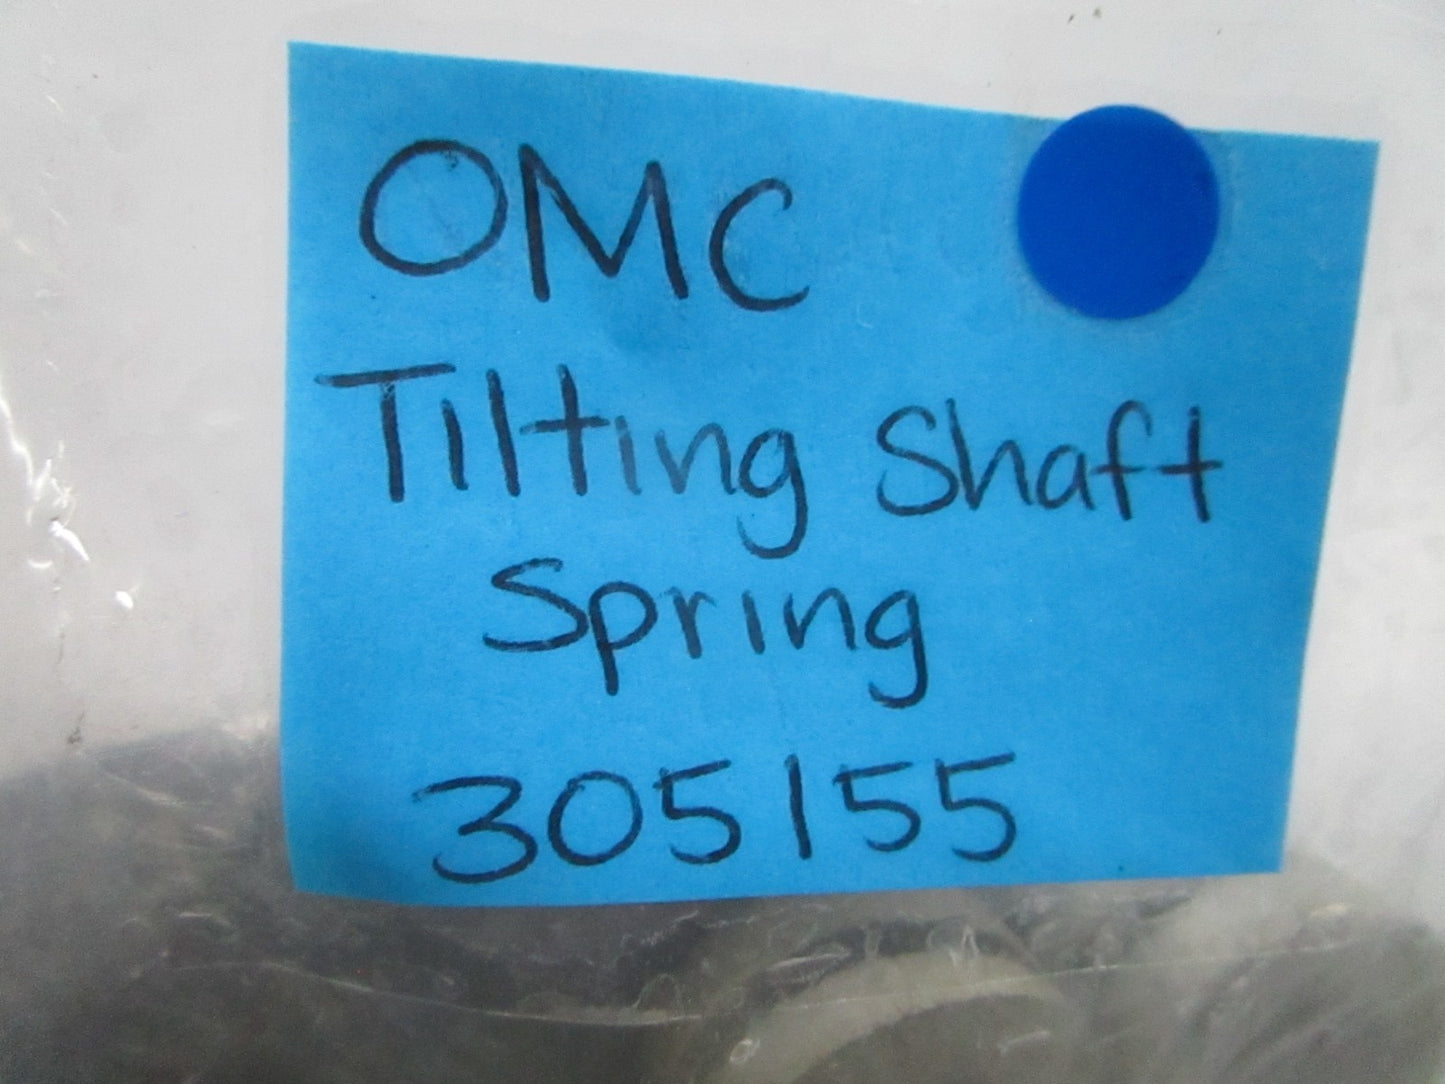 OMC
Tilting Shaft
Spring
305155